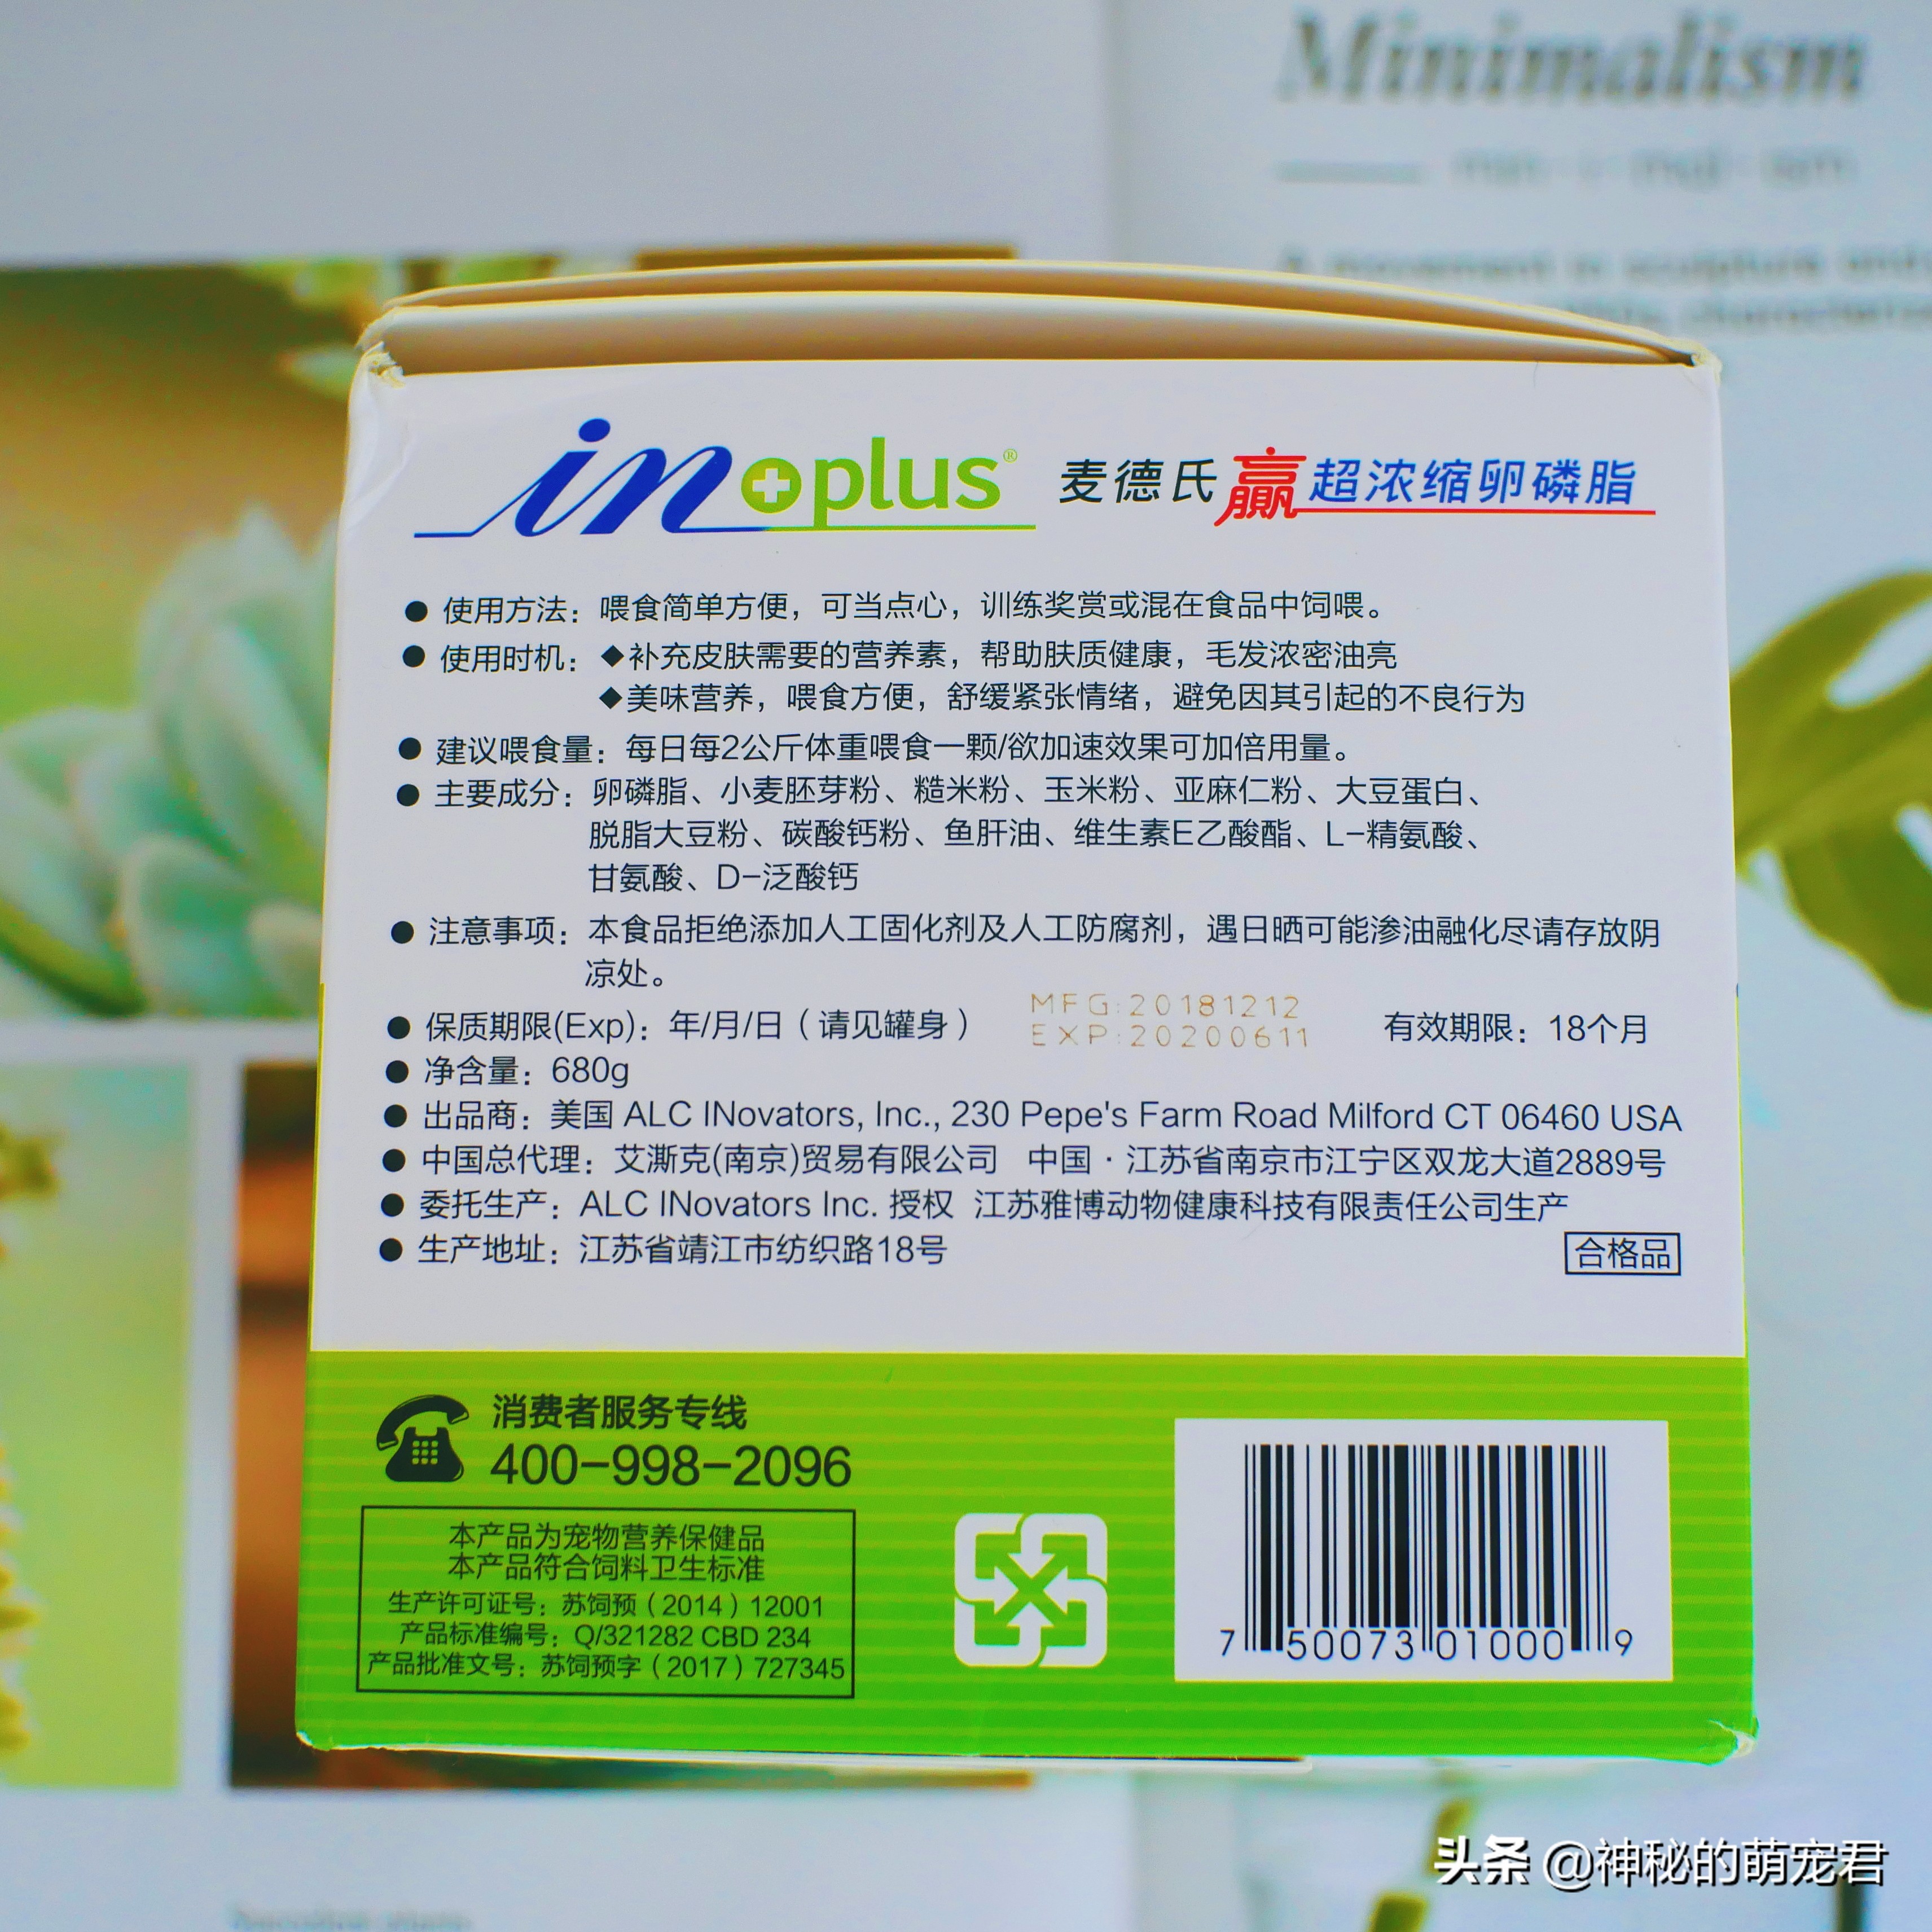 Minimalism
min · i · mal · ism
A movement in sculpture and
characterise
in plus® 麦德氏赢超浓缩卵磷脂
● 使用方法：喂食简单方便，可当点心，训练奖赏或混在食品中饲喂。
● 使用时机：◆补充皮肤需要的营养素，帮助肤质健康，毛发浓密油亮
◆美味营养，喂食方便，舒缓紧张情绪，避免因其引起的不良行为
● 建议喂食量：每日每2公斤体重喂食一颗/欲加速效果可加倍用量。
● 主要成分：卵磷脂、小麦胚芽粉、糙米粉、玉米粉、亚麻仁粉、大豆蛋白、
脱脂大豆粉、碳酸钙粉、鱼肝油、维生素E乙酸酯、L-精氨酸、
甘氨酸、D-泛酸钙
● 注意事项：本食品拒绝添加人工固化剂及人工防腐剂，遇日晒可能渗油融化尽请存放阴
凉处。
● 保质期限(Exp)：年/月/日（请见罐身） MFG:20181212 有效期限：18个月
EXP:20200611
● 净含量：680g
● 出品商：美国 ALC INovators, Inc., 230 Pepe's Farm Road Milford CT 06460 USA
● 中国总代理：艾澌克(南京)贸易有限公司 中国·江苏省南京市江宁区双龙大道2889号
● 委托生产：ALC INovators Inc. 授权 江苏雅博动物健康科技有限责任公司生产
● 生产地址：江苏省靖江市纺织路18号
合格品
消费者服务专线
400-998-2096
本产品为宠物营养保健品
本产品符合饲料卫生标准
生产许可证号：苏饲预（2014）12001
产品标准编号：Q/321282 CBD 234
产品批准文号：苏饲预字（2017）727345
7 50073 01000 9
头条 @神秘的萌宠君